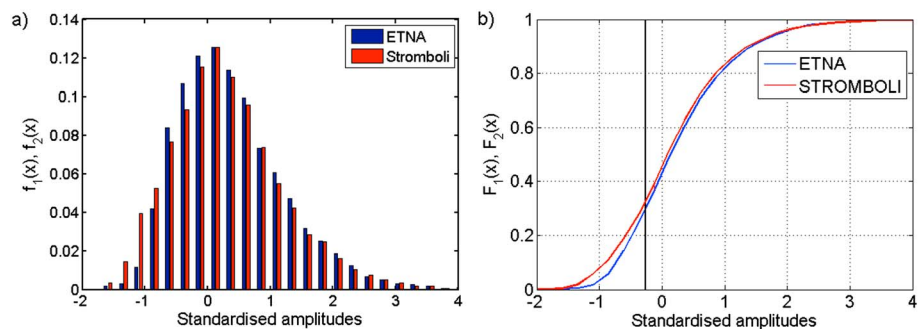 a)
f₁(x), f₂(x)
0.14
0.12
0.1
0.08
0.06
0.04
0.02
0
-2
-1
0
1
2
3
4
Standardised amplitudes
ETNA
Stromboli
b)
F₁(x), F₂(x)
1
0.8
0.6
0.4
0.2
0
-2
-1
0
1
2
3
4
Standardised amplitudes
ETNA
STROMBOLI